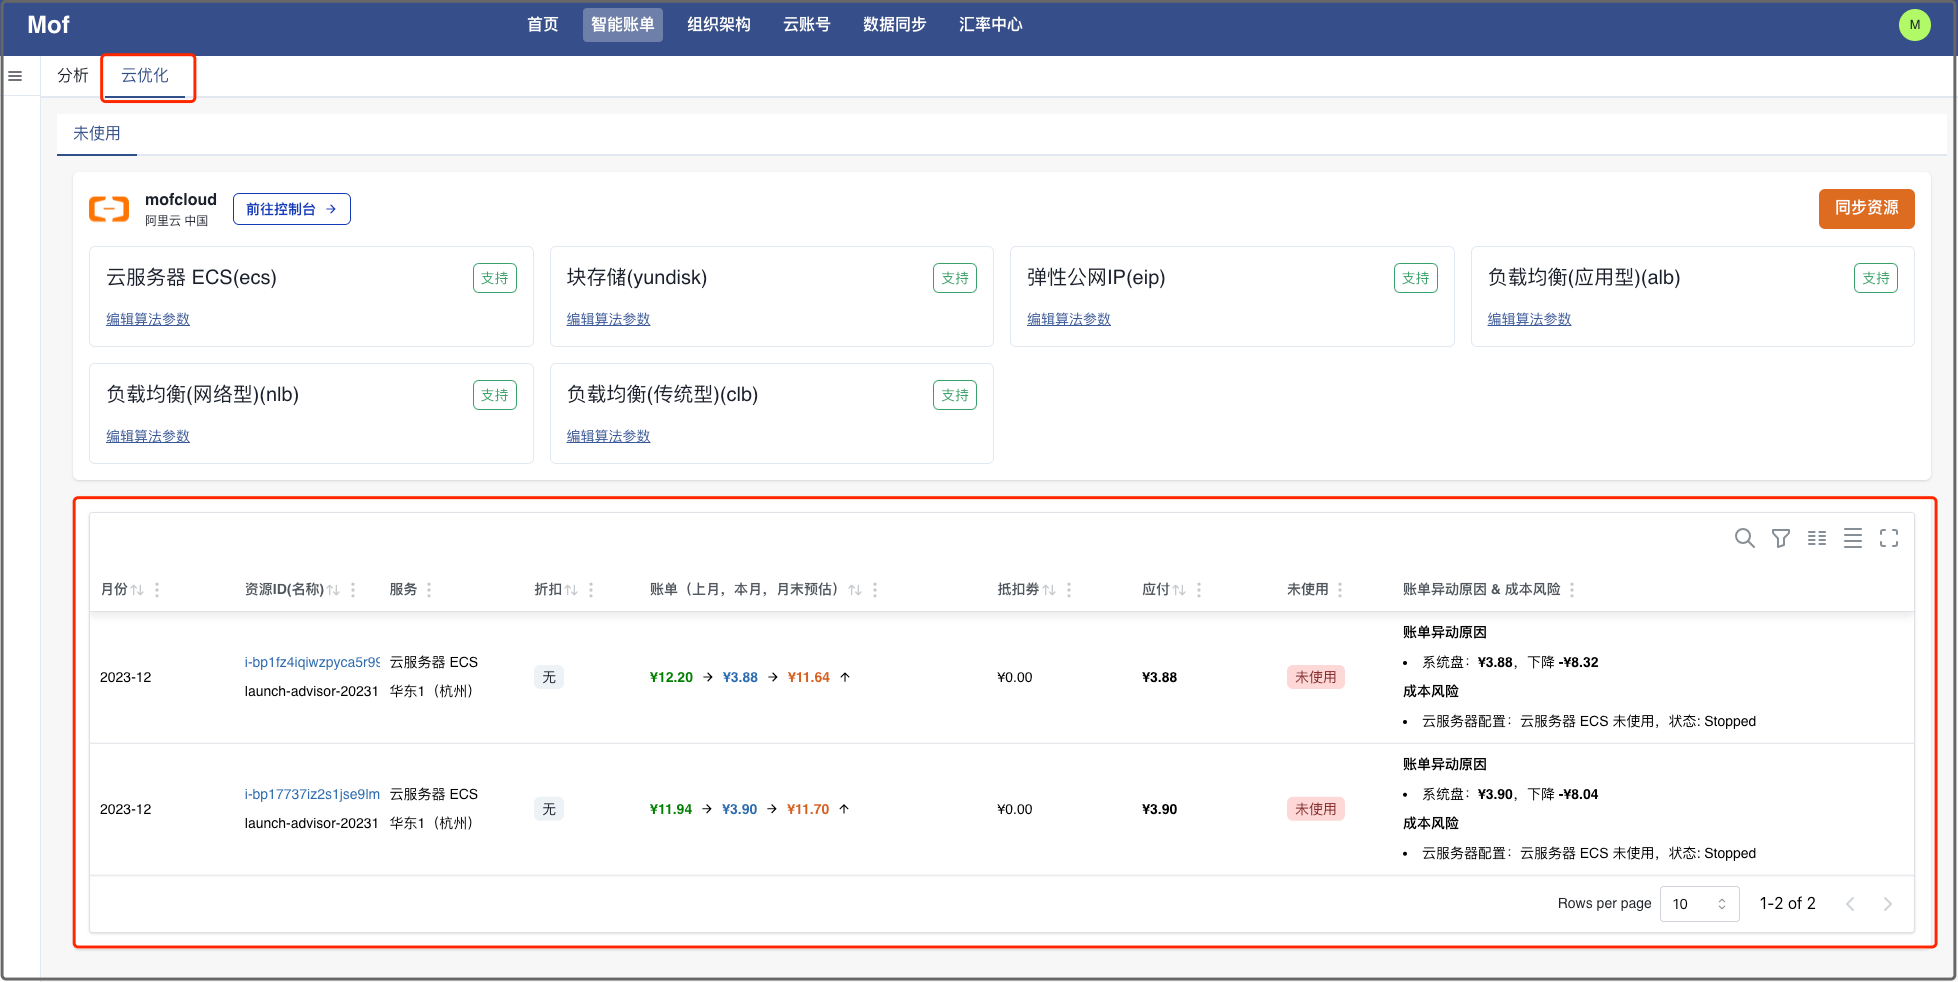 Mof
首页 智能账单 组织架构 云账号 数据同步 汇率中心
M
分析 云优化
未使用
mofcloud
阿里云 中国
前往控制台 →
同步资源
云服务器 ECS(ecs) 支持
编辑算法参数
块存储(yundisk) 支持
编辑算法参数
弹性公网IP(eip) 支持
编辑算法参数
负载均衡(应用型)(alb) 支持
编辑算法参数
负载均衡(网络型)(nlb) 支持
编辑算法参数
负载均衡(传统型)(clb) 支持
编辑算法参数
月份 资源ID(名称) 服务 折扣 账单（上月，本月，月末预估） 抵扣券 应付 未使用 账单异动原因 & 成本风险
2023-12
i-bp1fz4iqiwzpyca5r99
launch-advisor-20231
云服务器 ECS
华东1（杭州）
无
¥12.20 → ¥3.88 → ¥11.64 ↑
¥0.00
¥3.88
未使用
账单异动原因
• 系统盘：¥3.88，下降 -¥8.32
成本风险
• 云服务器配置：云服务器 ECS 未使用，状态: Stopped
2023-12
i-bp17737iz2s1jse9lm
launch-advisor-20231
云服务器 ECS
华东1（杭州）
无
¥11.94 → ¥3.90 → ¥11.70 ↑
¥0.00
¥3.90
未使用
账单异动原因
• 系统盘：¥3.90，下降 -¥8.04
成本风险
• 云服务器配置：云服务器 ECS 未使用，状态: Stopped
Rows per page 10 1-2 of 2